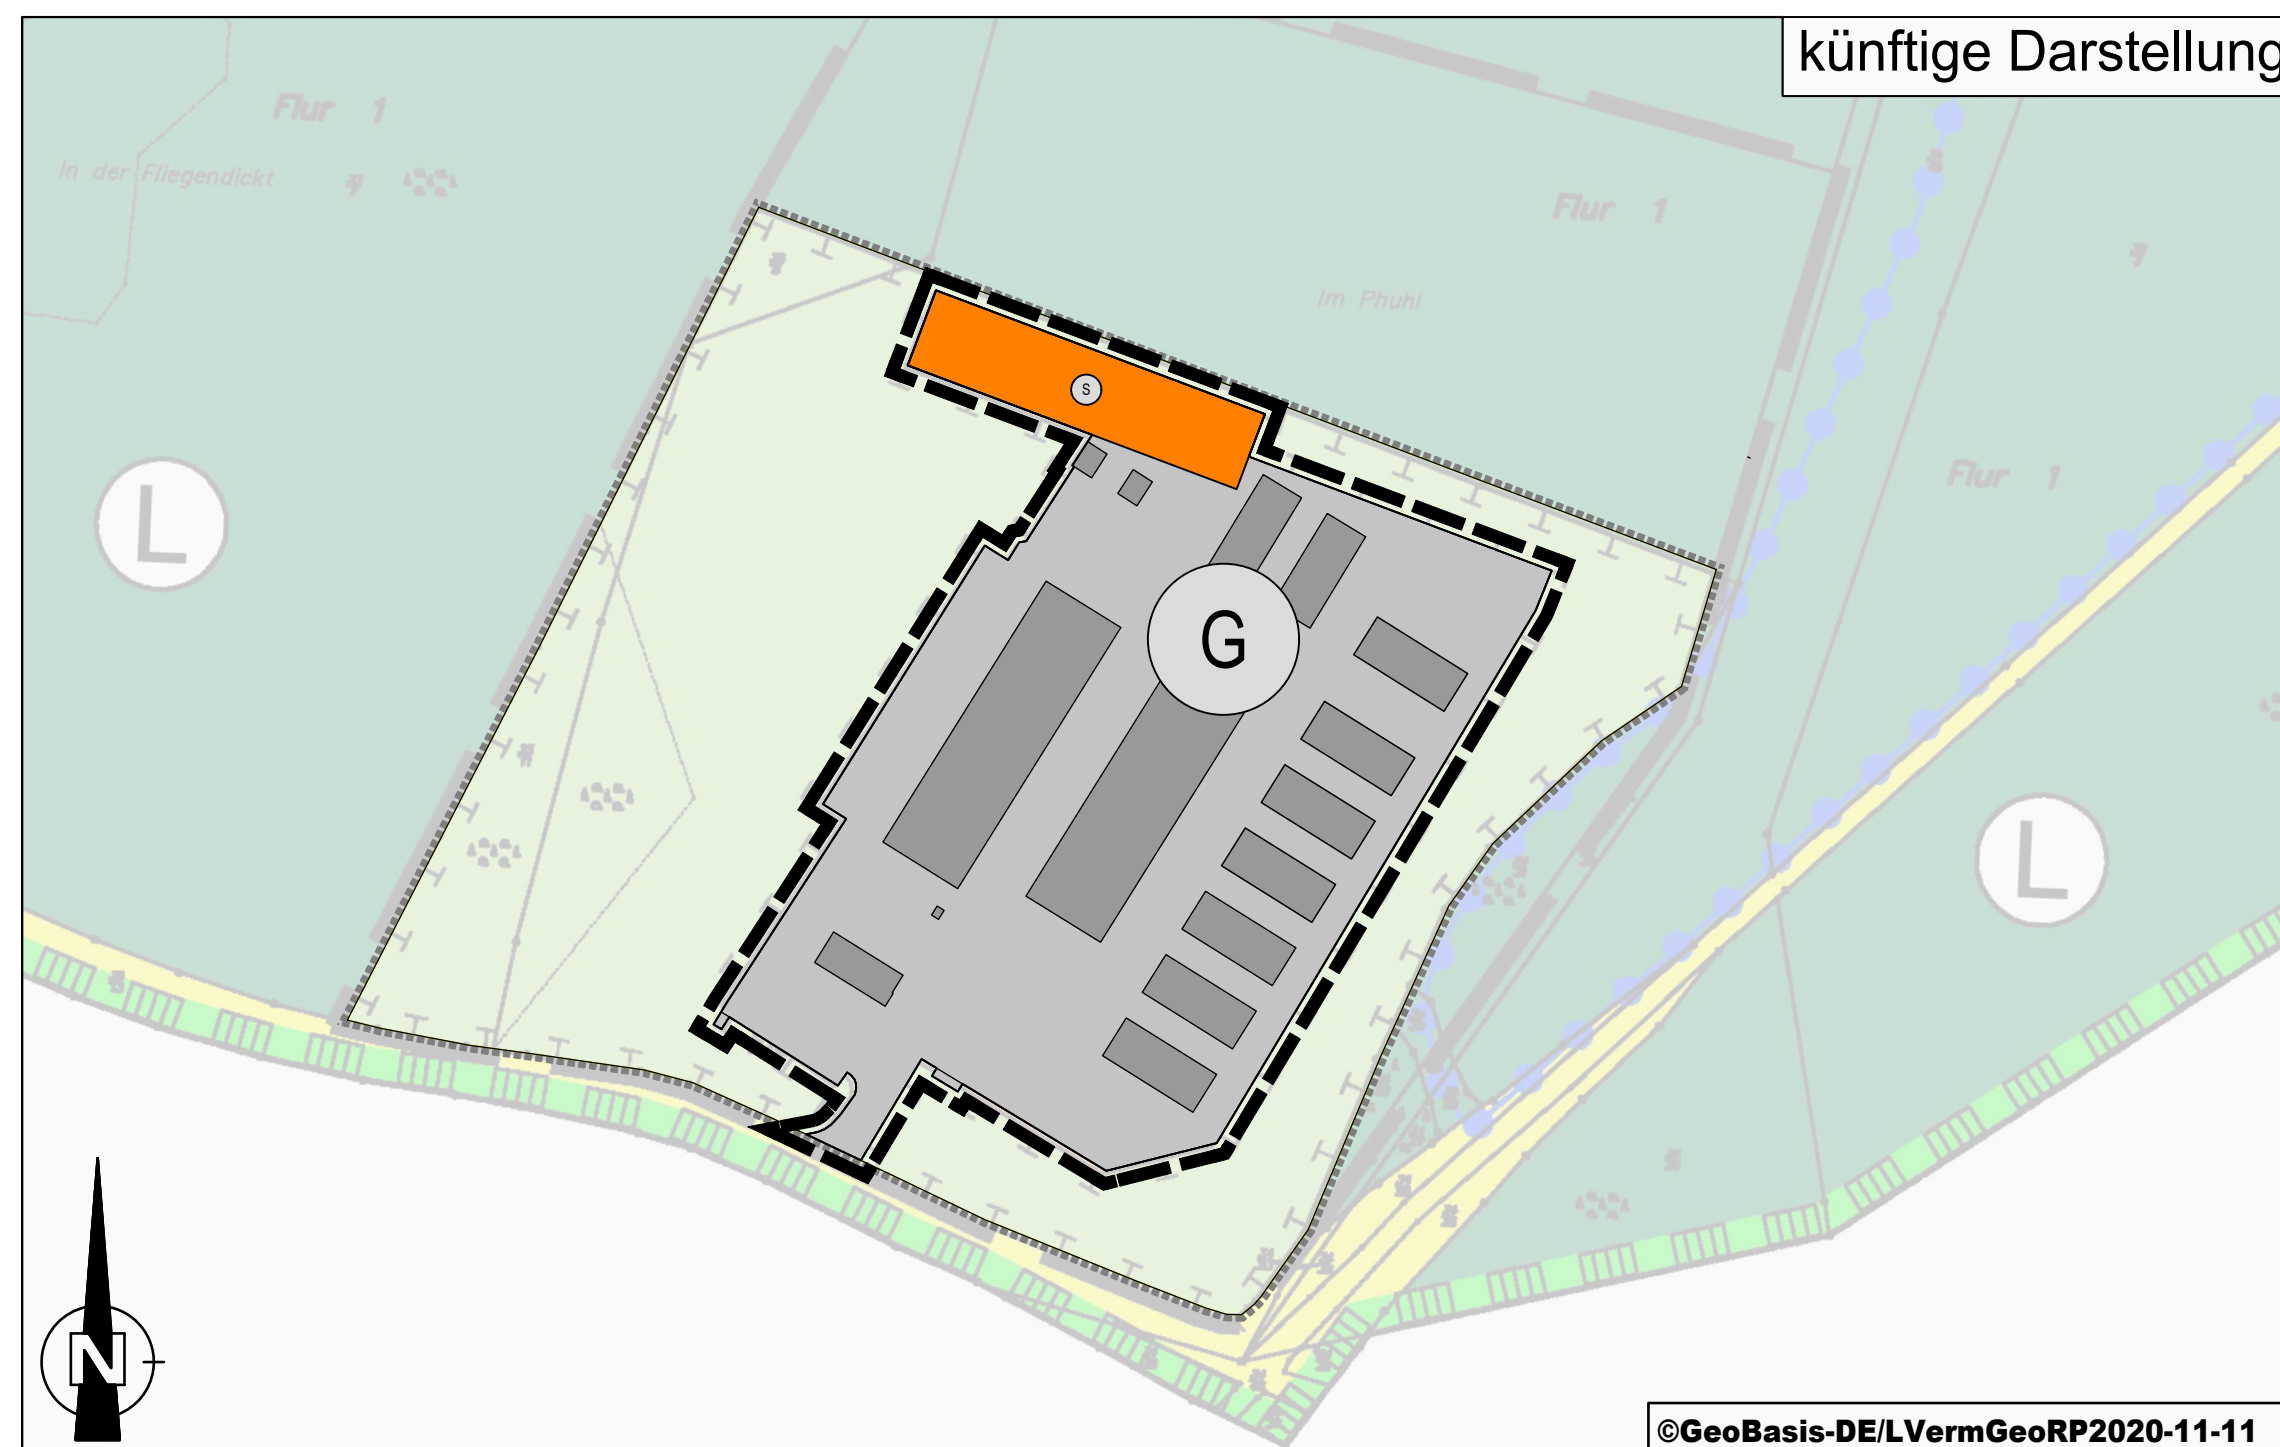 künftige Darstellung
Flur 1
In der Fliegendickt
Flur 1
Im Phuhl
S
Flur 1
L
G
L
N
©GeoBasis-DE/LVermGeoRP2020-11-11